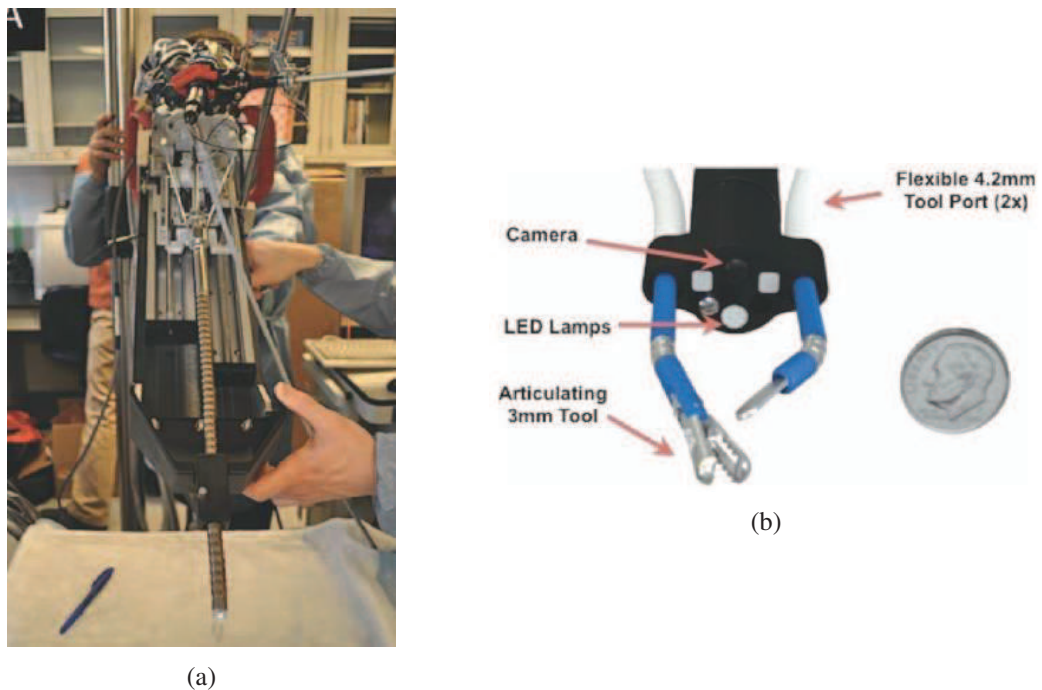 A
Flexible 4.2mm
Tool Port (2x)
Camera
LED Lamps
Articulating
3mm Tool
(b)
(a)